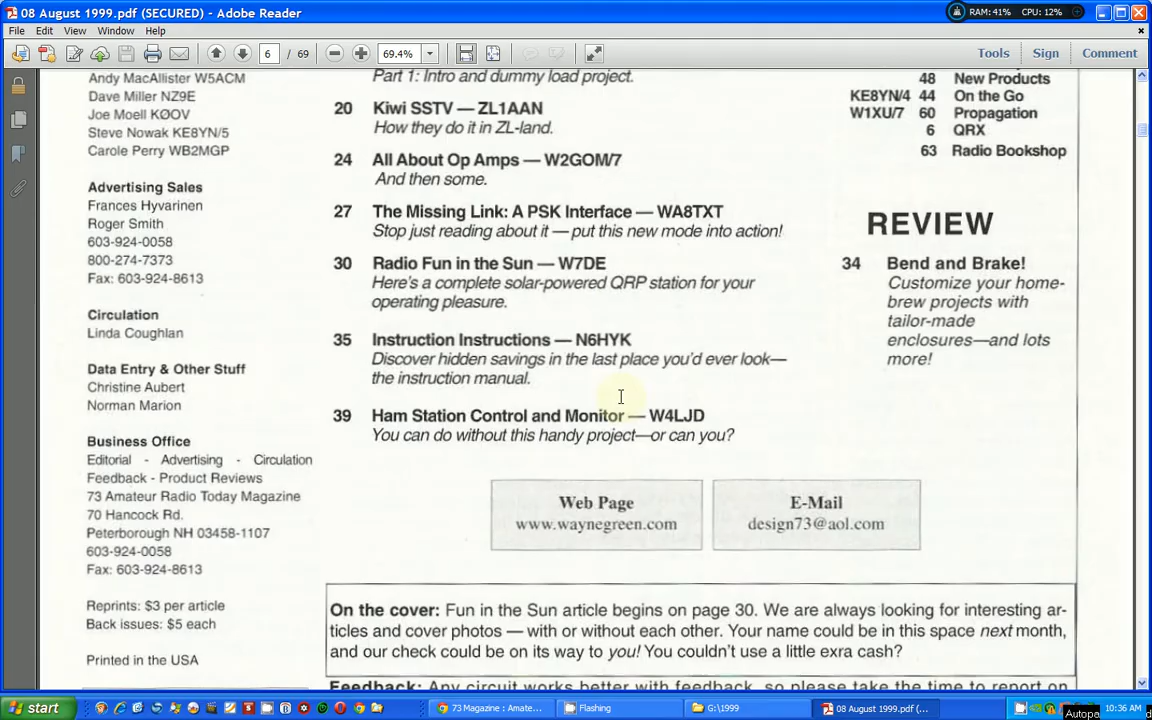 08 August 1999.pdf (SECURED) - Adobe Reader
RAM: 41% CPU: 12%
File Edit View Window Help
6 / 69 69.4% Tools Sign Comment
Andy MacAllister W5ACM
Dave Miller NZ9E
Joe Moell KØOV
Steve Nowak KE8YN/5
Carole Perry WB2MGP
Advertising Sales
Frances Hyvarinen
Roger Smith
603-924-0058
800-274-7373
Fax: 603-924-8613
Circulation
Linda Coughlan
Data Entry & Other Stuff
Christine Aubert
Norman Marion
Business Office
Editorial - Advertising - Circulation
Feedback - Product Reviews
73 Amateur Radio Today Magazine
70 Hancock Rd.
Peterborough NH 03458-1107
603-924-0058
Fax: 603-924-8613
Reprints: $3 per article
Back issues: $5 each
Printed in the USA
Part 1: Intro and dummy load project.
20 Kiwi SSTV — ZL1AAN
How they do it in ZL-land.
24 All About Op Amps — W2GOM/7
And then some.
27 The Missing Link: A PSK Interface — WA8TXT
Stop just reading about it — put this new mode into action!
30 Radio Fun in the Sun — W7DE
Here's a complete solar-powered QRP station for your
operating pleasure.
35 Instruction Instructions — N6HYK
Discover hidden savings in the last place you'd ever look—
the instruction manual.
39 Ham Station Control and Monitor — W4LJD
You can do without this handy project—or can you?
48 New Products
KE8YN/4 44 On the Go
W1XU/7 60 Propagation
6 QRX
63 Radio Bookshop
REVIEW
34 Bend and Brake!
Customize your home-
brew projects with
tailor-made
enclosures—and lots
more!
Web Page
www.waynegreen.com
E-Mail
design73@aol.com
On the cover: Fun in the Sun article begins on page 30. We are always looking for interesting ar-
ticles and cover photos — with or without each other. Your name could be in this space next month,
and our check could be on its way to you! You couldn't use a little exra cash?
Feedback: Any circuit works better with feedback, so please take the time to report on
start 73 Magazine : Amate... Flashing G:\1999 08 August 1999.pdf (... 10:36 AM
Autopa